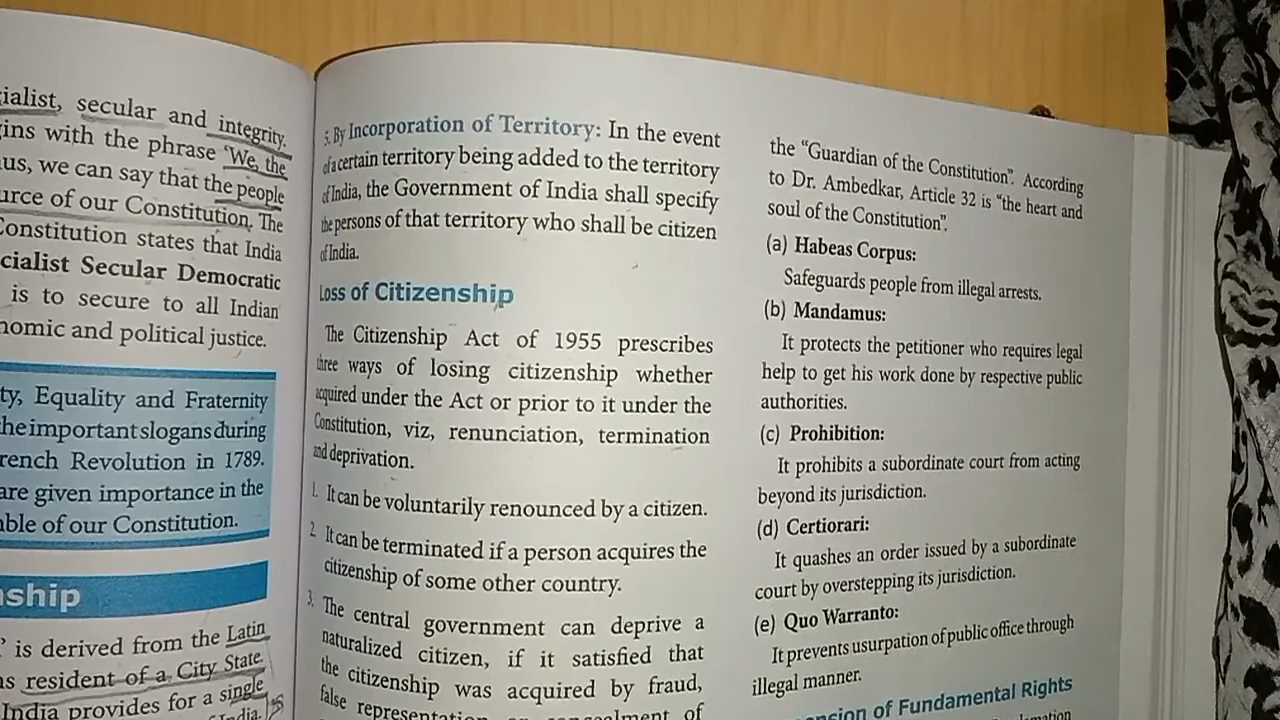 ialist, secular and integrity.
ins with the phrase 'We, the
us, we can say that the people
urce of our Constitution. The
Constitution states that India
cialist Secular Democratic
is to secure to all Indian
nomic and political justice.
ty, Equality and Fraternity
he important slogans during
rench Revolution in 1789.
are given importance in the
ble of our Constitution.
ship
' is derived from the Latin
ns resident of a City State.
India provides for a single
5. By Incorporation of Territory: In the event
of a certain territory being added to the territory
of India, the Government of India shall specify
the persons of that territory who shall be citizen
of India.
Loss of Citizenship
The Citizenship Act of 1955 prescribes
three ways of losing citizenship whether
acquired under the Act or prior to it under the
Constitution, viz, renunciation, termination
and deprivation.
1. It can be voluntarily renounced by a citizen.
2. It can be terminated if a person acquires the
citizenship of some other country.
3. The central government can deprive a
naturalized citizen, if it satisfied that
the citizenship was acquired by fraud,
false representation or concealment of
the "Guardian of the Constitution". According
to Dr. Ambedkar, Article 32 is "the heart and
soul of the Constitution".
(a) Habeas Corpus:
Safeguards people from illegal arrests.
(b) Mandamus:
It protects the petitioner who requires legal
help to get his work done by respective public
authorities.
(c) Prohibition:
It prohibits a subordinate court from acting
beyond its jurisdiction.
(d) Certiorari:
It quashes an order issued by a subordinate
court by overstepping its jurisdiction.
(e) Quo Warranto:
It prevents usurpation of public office through
illegal manner.
ension of Fundamental Rights